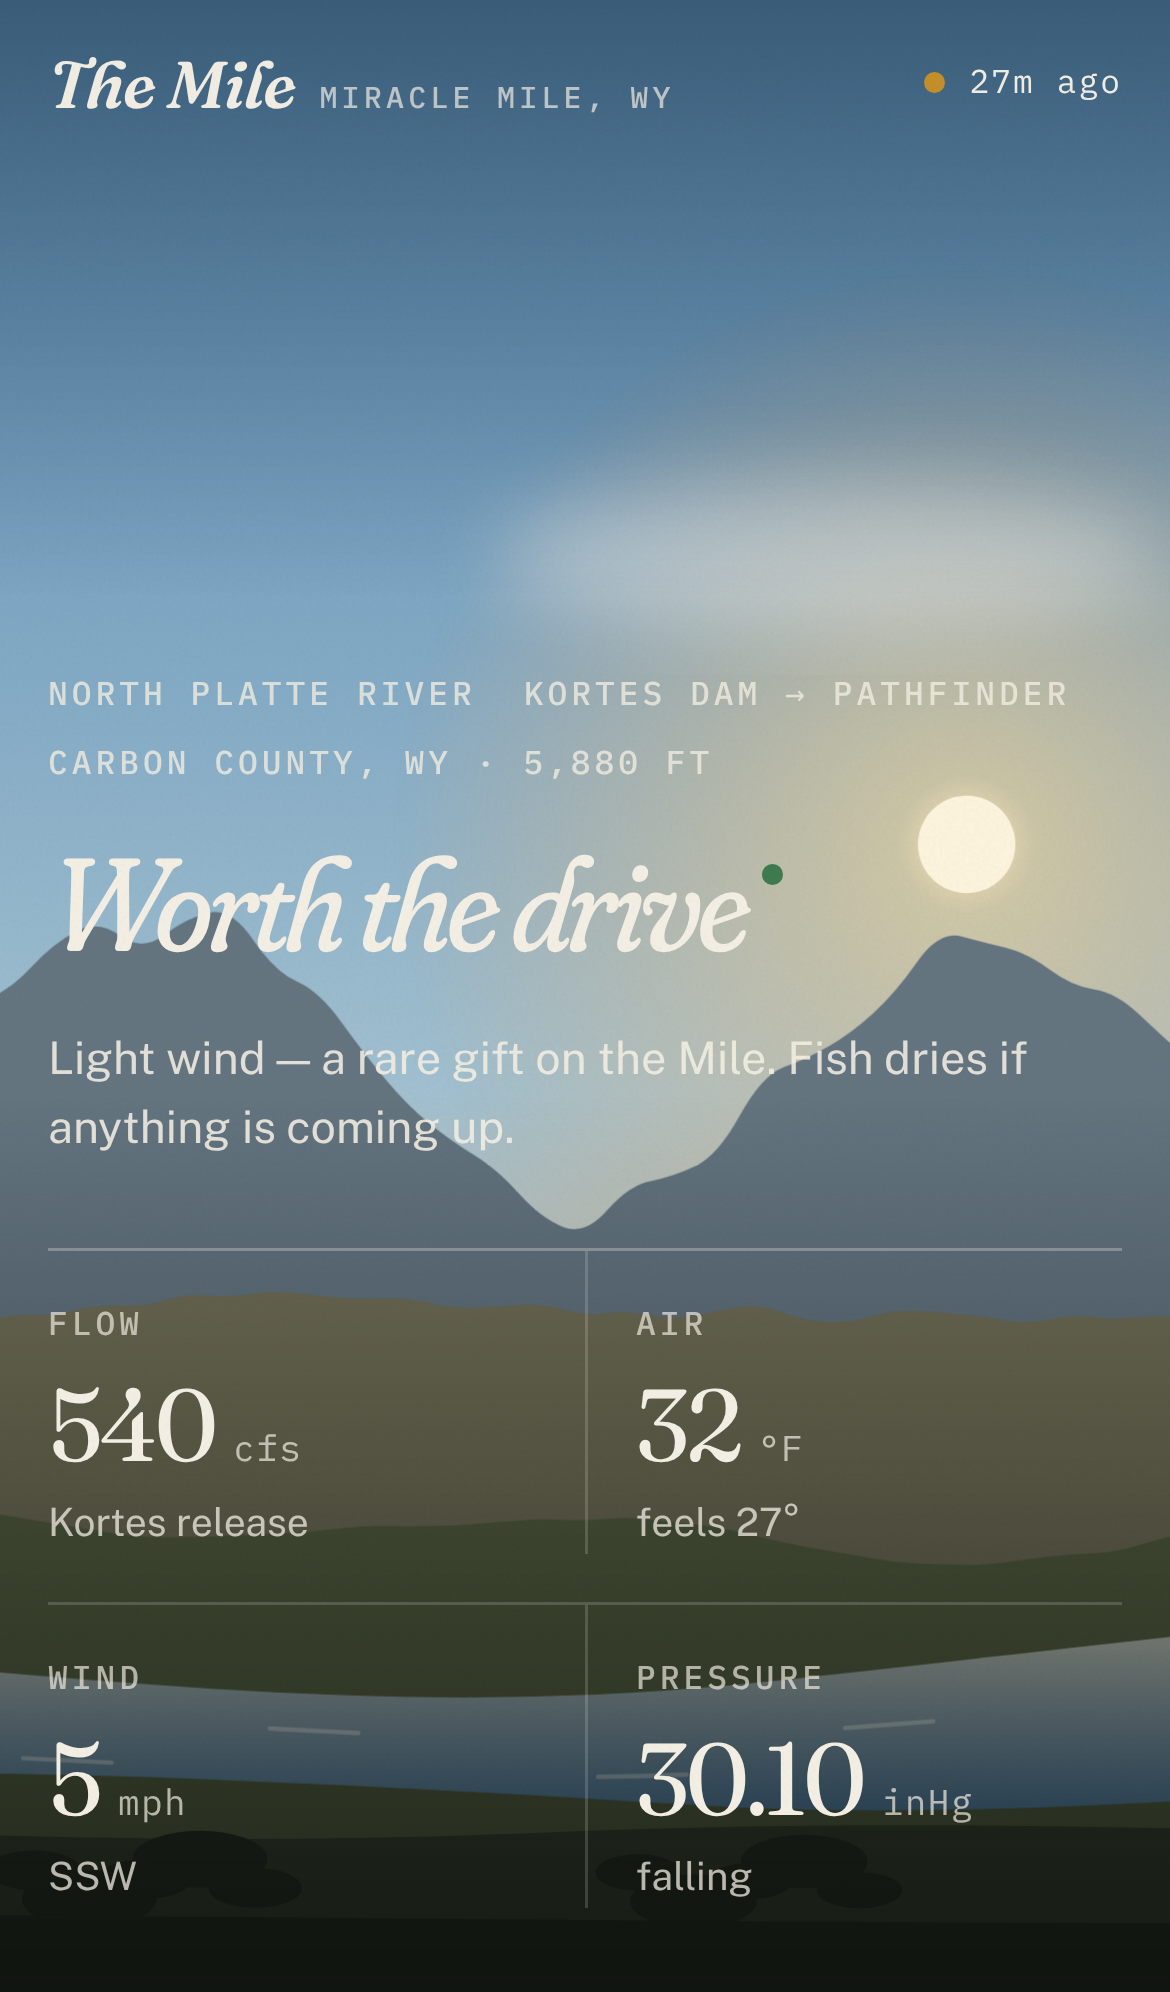 The Mile MIRACLE MILE, WY 27m ago
NORTH PLATTE RIVER KORTES DAM → PATHFINDER
CARBON COUNTY, WY · 5,880 FT
Worth the drive
Light wind — a rare gift on the Mile. Fish dries if
anything is coming up.
FLOW AIR
540 cfs 32 °F
Kortes release feels 27°
WIND PRESSURE
5 mph 30.10 inHg
SSW falling